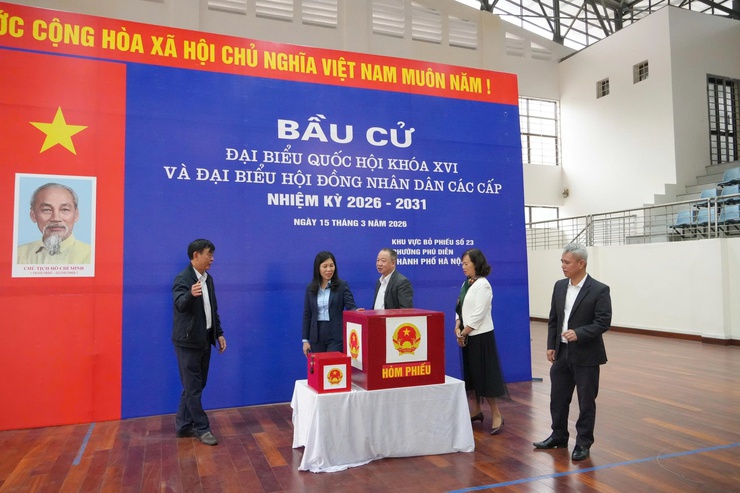 ỚC CỘNG HÒA XÃ HỘI CHỦ NGHĨA VIỆT NAM MUÔN NĂM !
BẦU CỬ
ĐẠI BIỂU QUỐC HỘI KHÓA XVI
VÀ ĐẠI BIỂU HỘI ĐỒNG NHÂN DÂN CÁC CẤP
NHIỆM KỲ 2026 - 2031
NGÀY 15 THÁNG 3 NĂM 2026
KHU VỰC BỎ PHIẾU SỐ 23
PHƯỜNG PHÚ DIỄN
THÀNH PHỐ HÀ NỘ
CHỦ TỊCH HỒ CHÍ MINH
HÒM PHIẾU